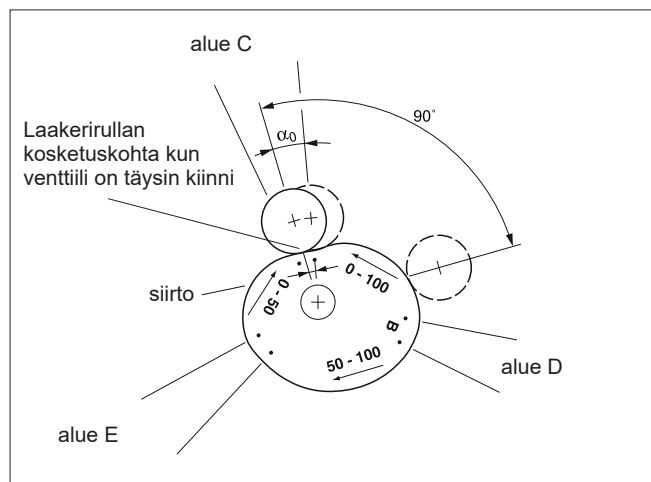 alue C
90°
α0
Laakerirullan
kosketuskohta kun
venttiili on täysin kiinni
siirto
0 - 50
0 - 100
B
50 - 100
alue D
alue E